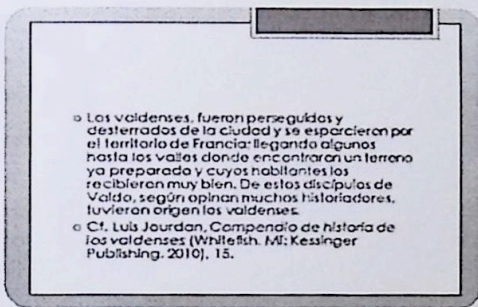 o Los valdenses, fueron perseguidos y
desterrados de la ciudad y se esparcieron por
el territorio de Francia: llegando algunos
hasta los valles donde encontraron un terreno
ya preparado y cuyos habitantes los
recibieron muy bien. De estos discípulos de
Valdo, según opinan muchos historiadores,
tuvieron origen los valdenses.
o Cf. Luis Jourdan, Compendio de historia de
los valdenses (Whitefish. MI: Kessinger
Publishing. 2010), 15.